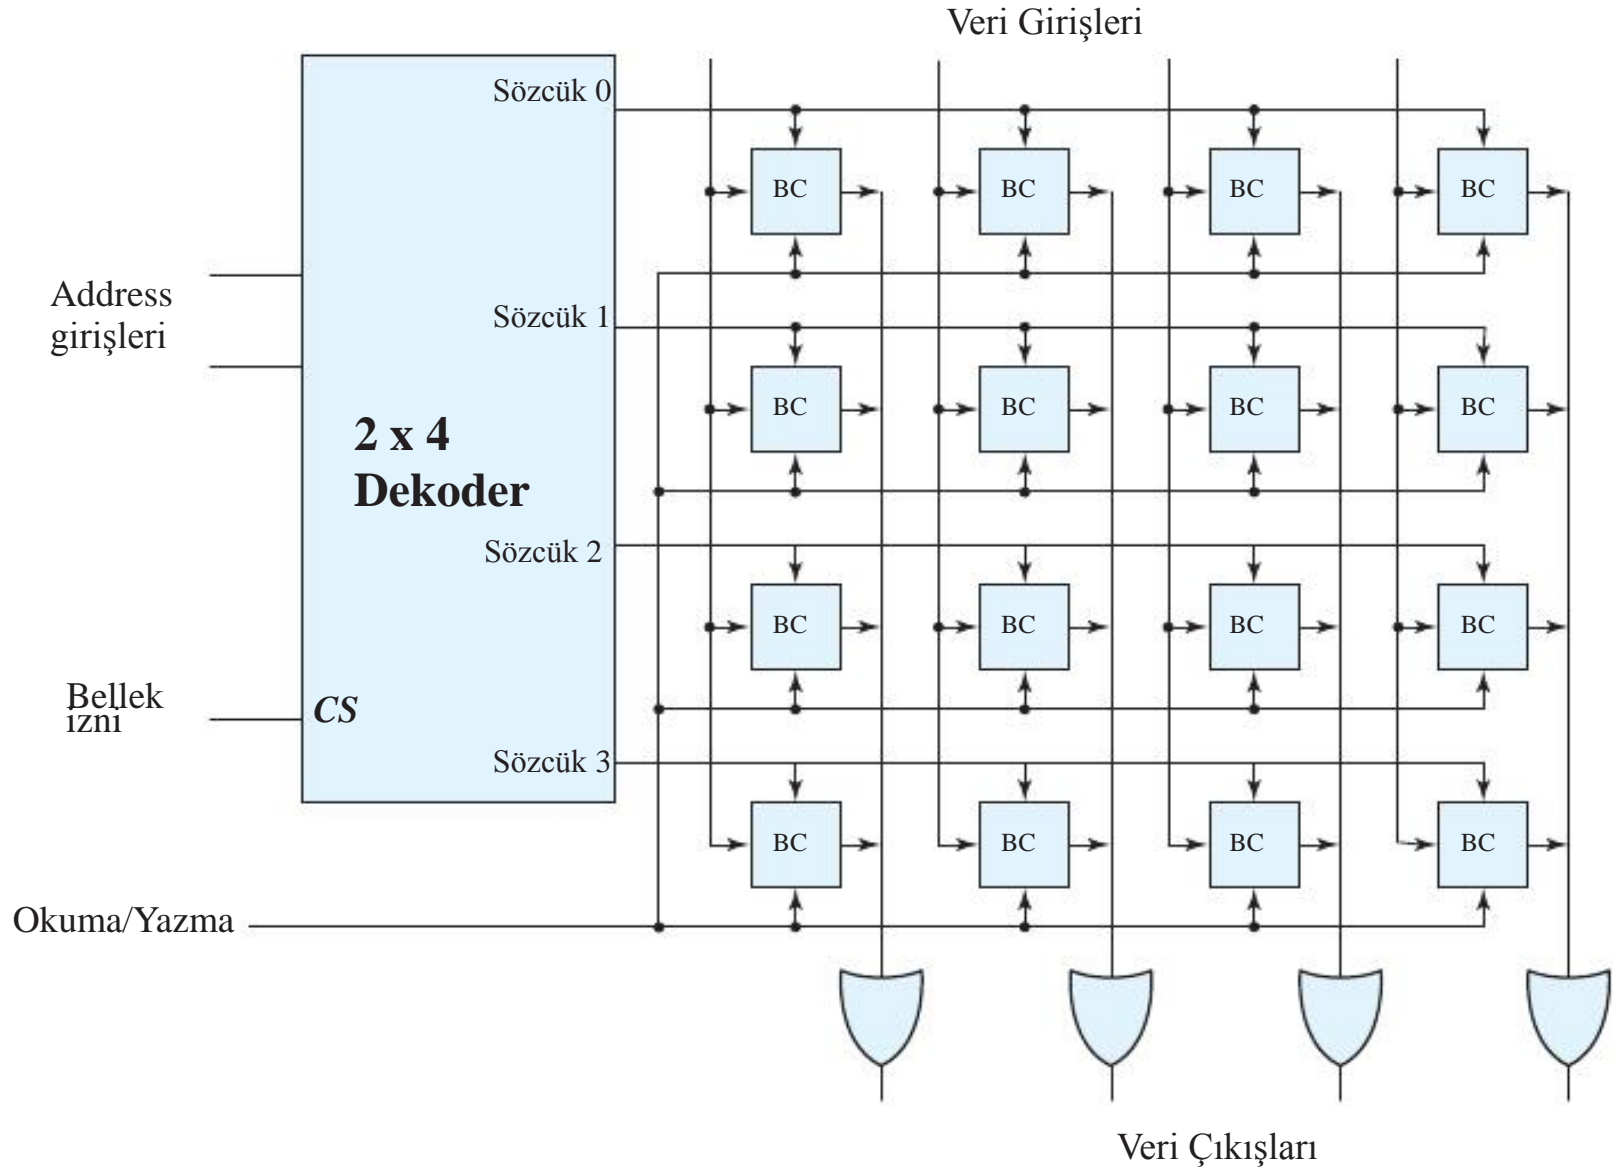 Veri Girişleri
Sözcük 0
BC BC BC BC
Address
girişleri
Sözcük 1
BC BC BC BC
2 x 4
Dekoder
Sözcük 2
BC BC BC BC
Bellek
izni
CS
Sözcük 3
BC BC BC BC
Okuma/Yazma
Veri Çıkışları